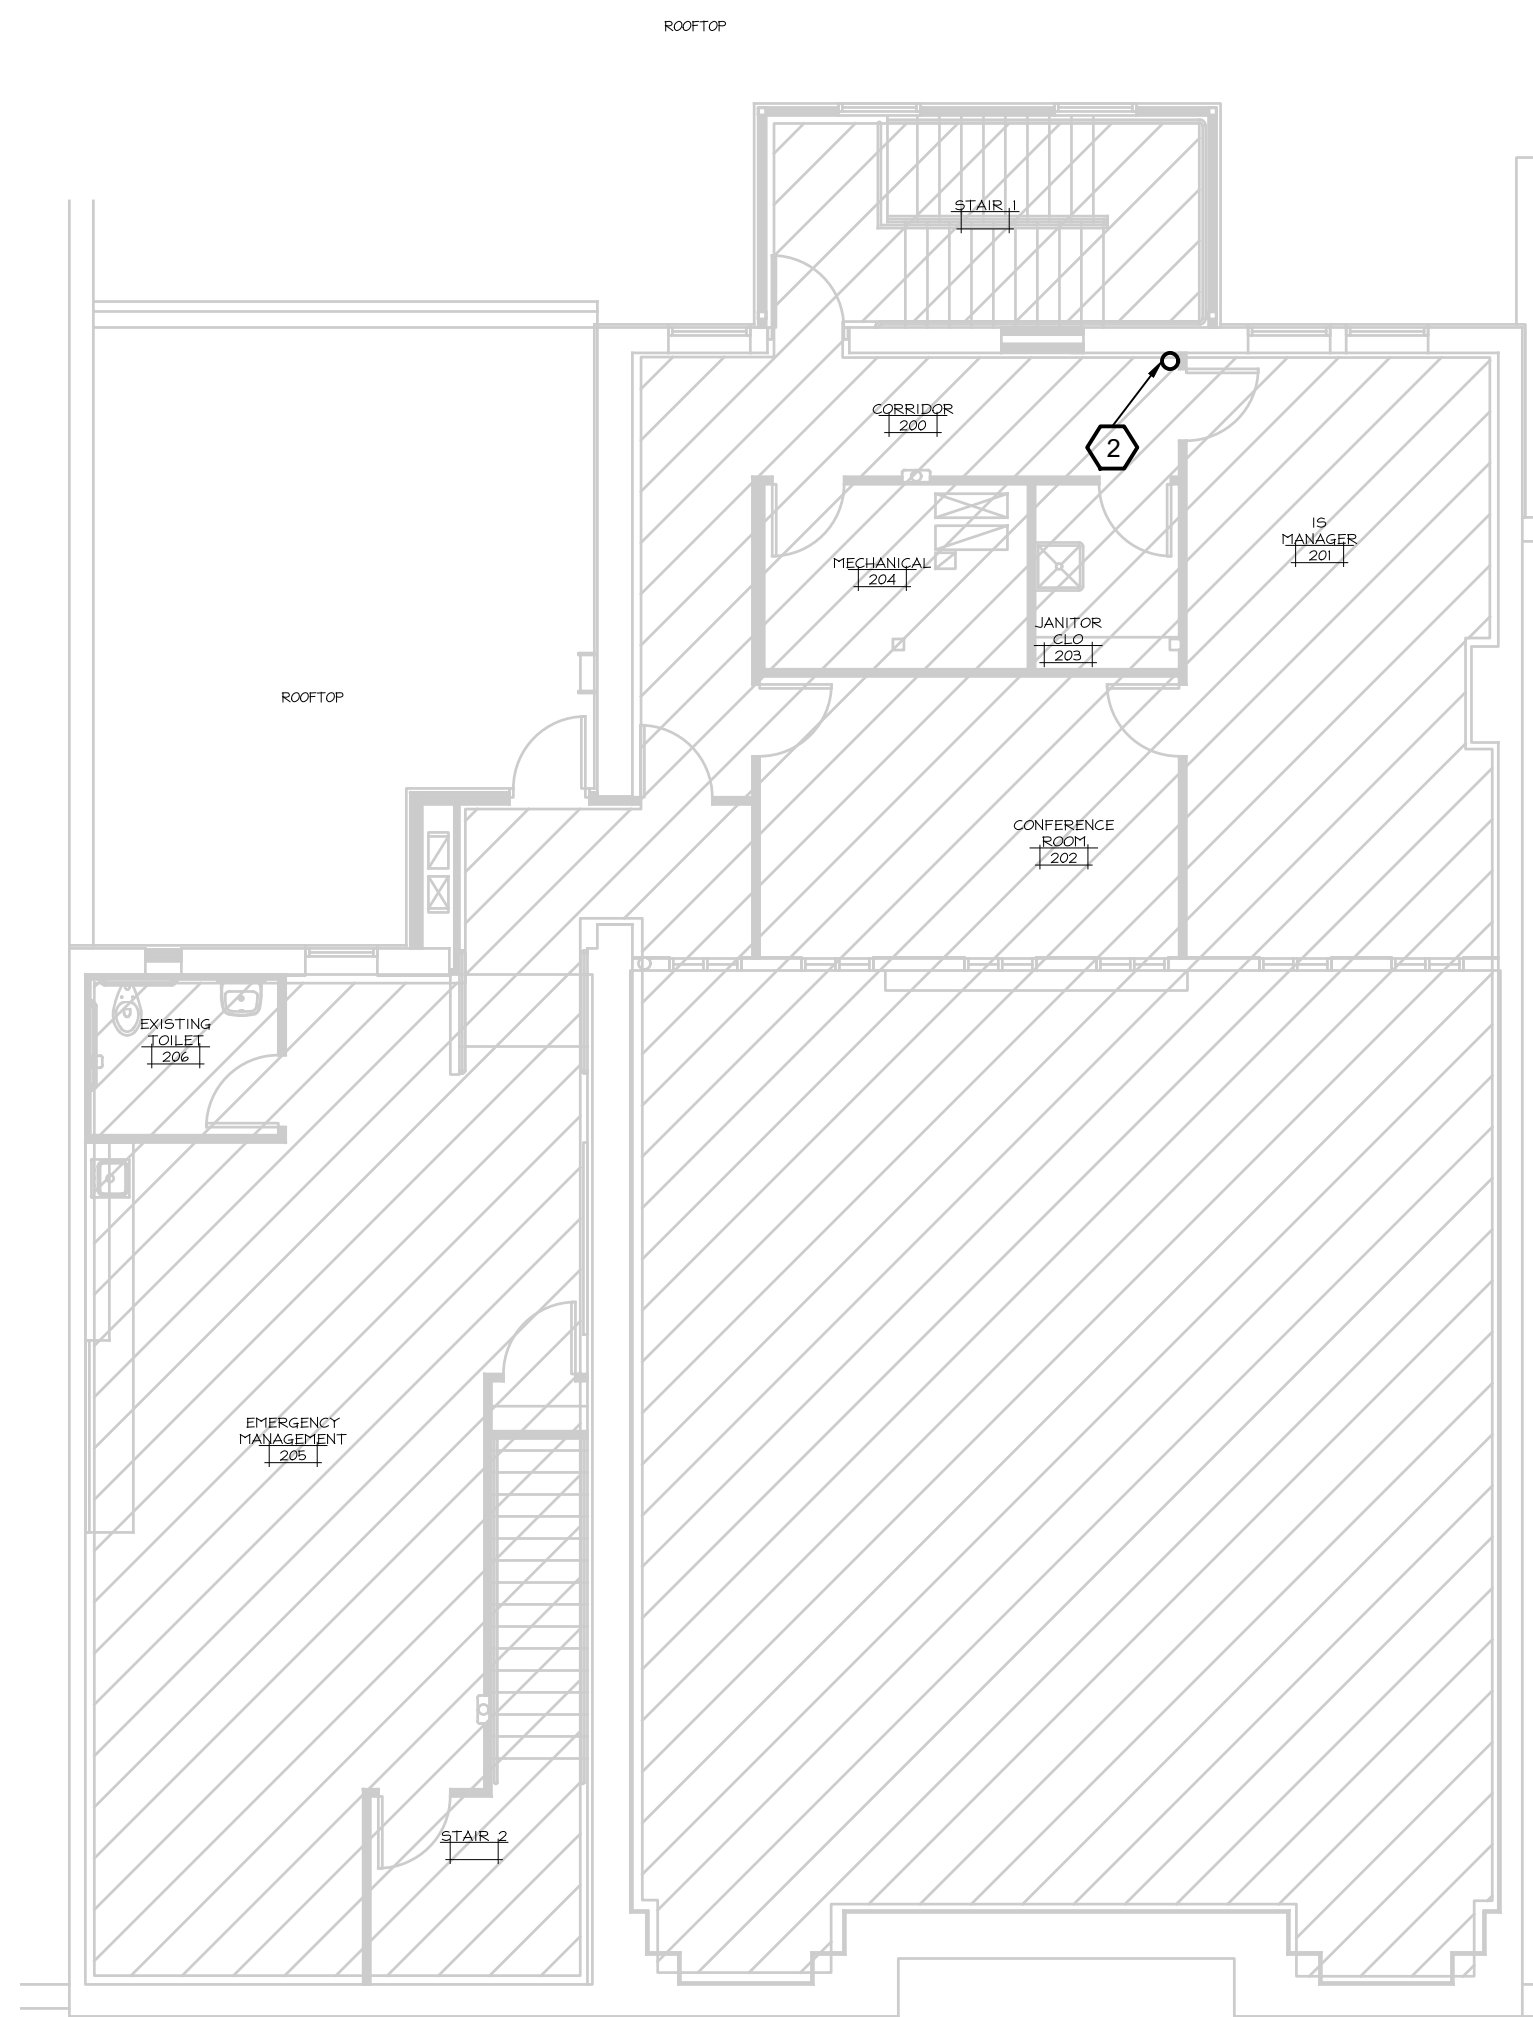 ROOFTOP
STAIR 1
CORRIDOR
200
2
IS
MANAGER
201
MECHANICAL
204
JANITOR
CLO
203
ROOFTOP
CONFERENCE
ROOM
202
EXISTING
TOILET
206
EMERGENCY
MANAGEMENT
205
STAIR 2